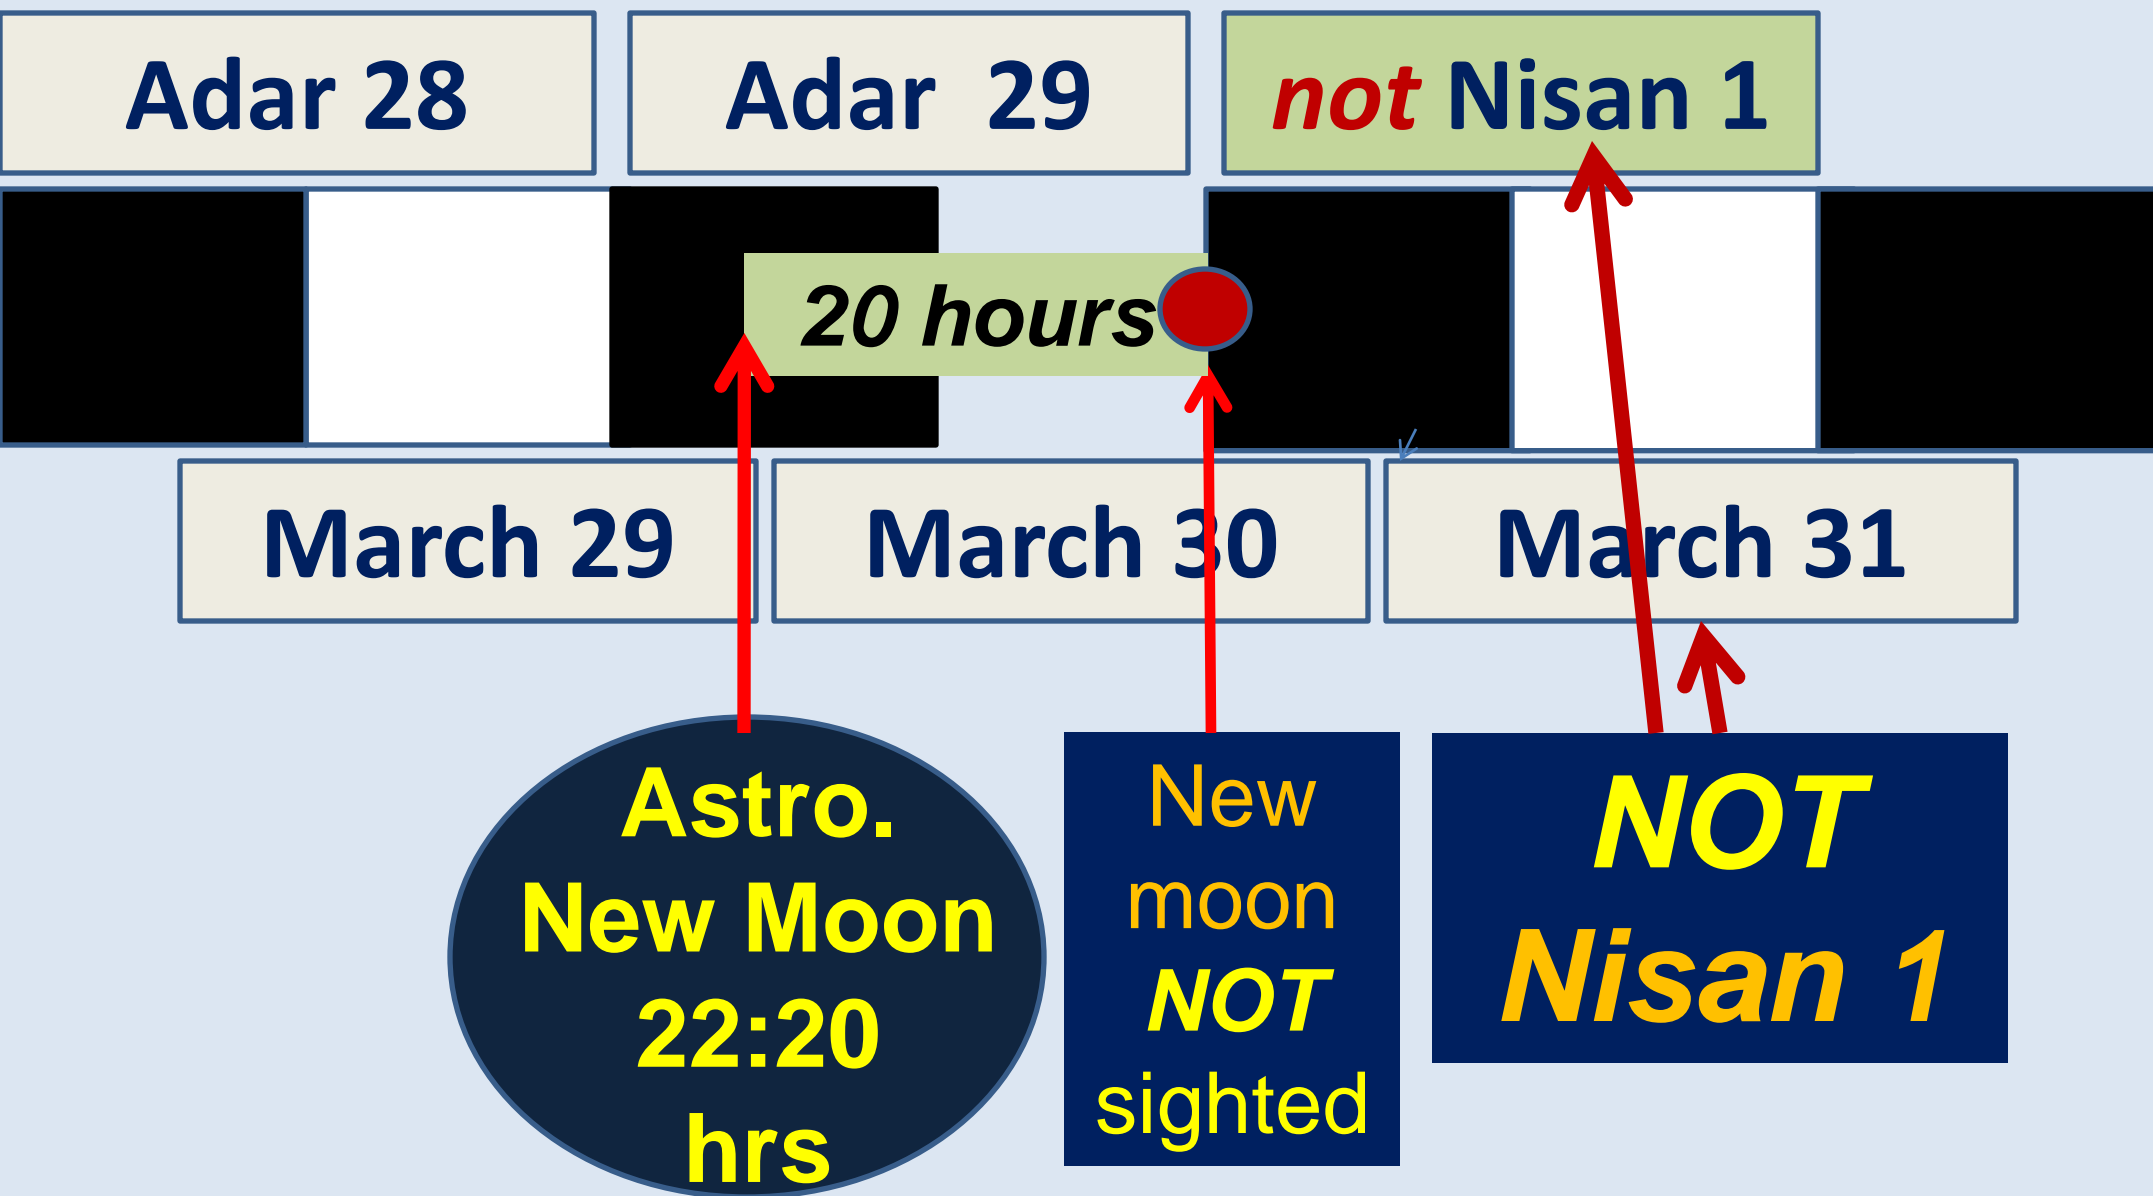 Adar 28
Adar 29
not Nisan 1
20 hours
March 29
March 30
March 31
Astro.
New Moon
22:20
hrs
New
moon
NOT
sighted
NOT
Nisan 1